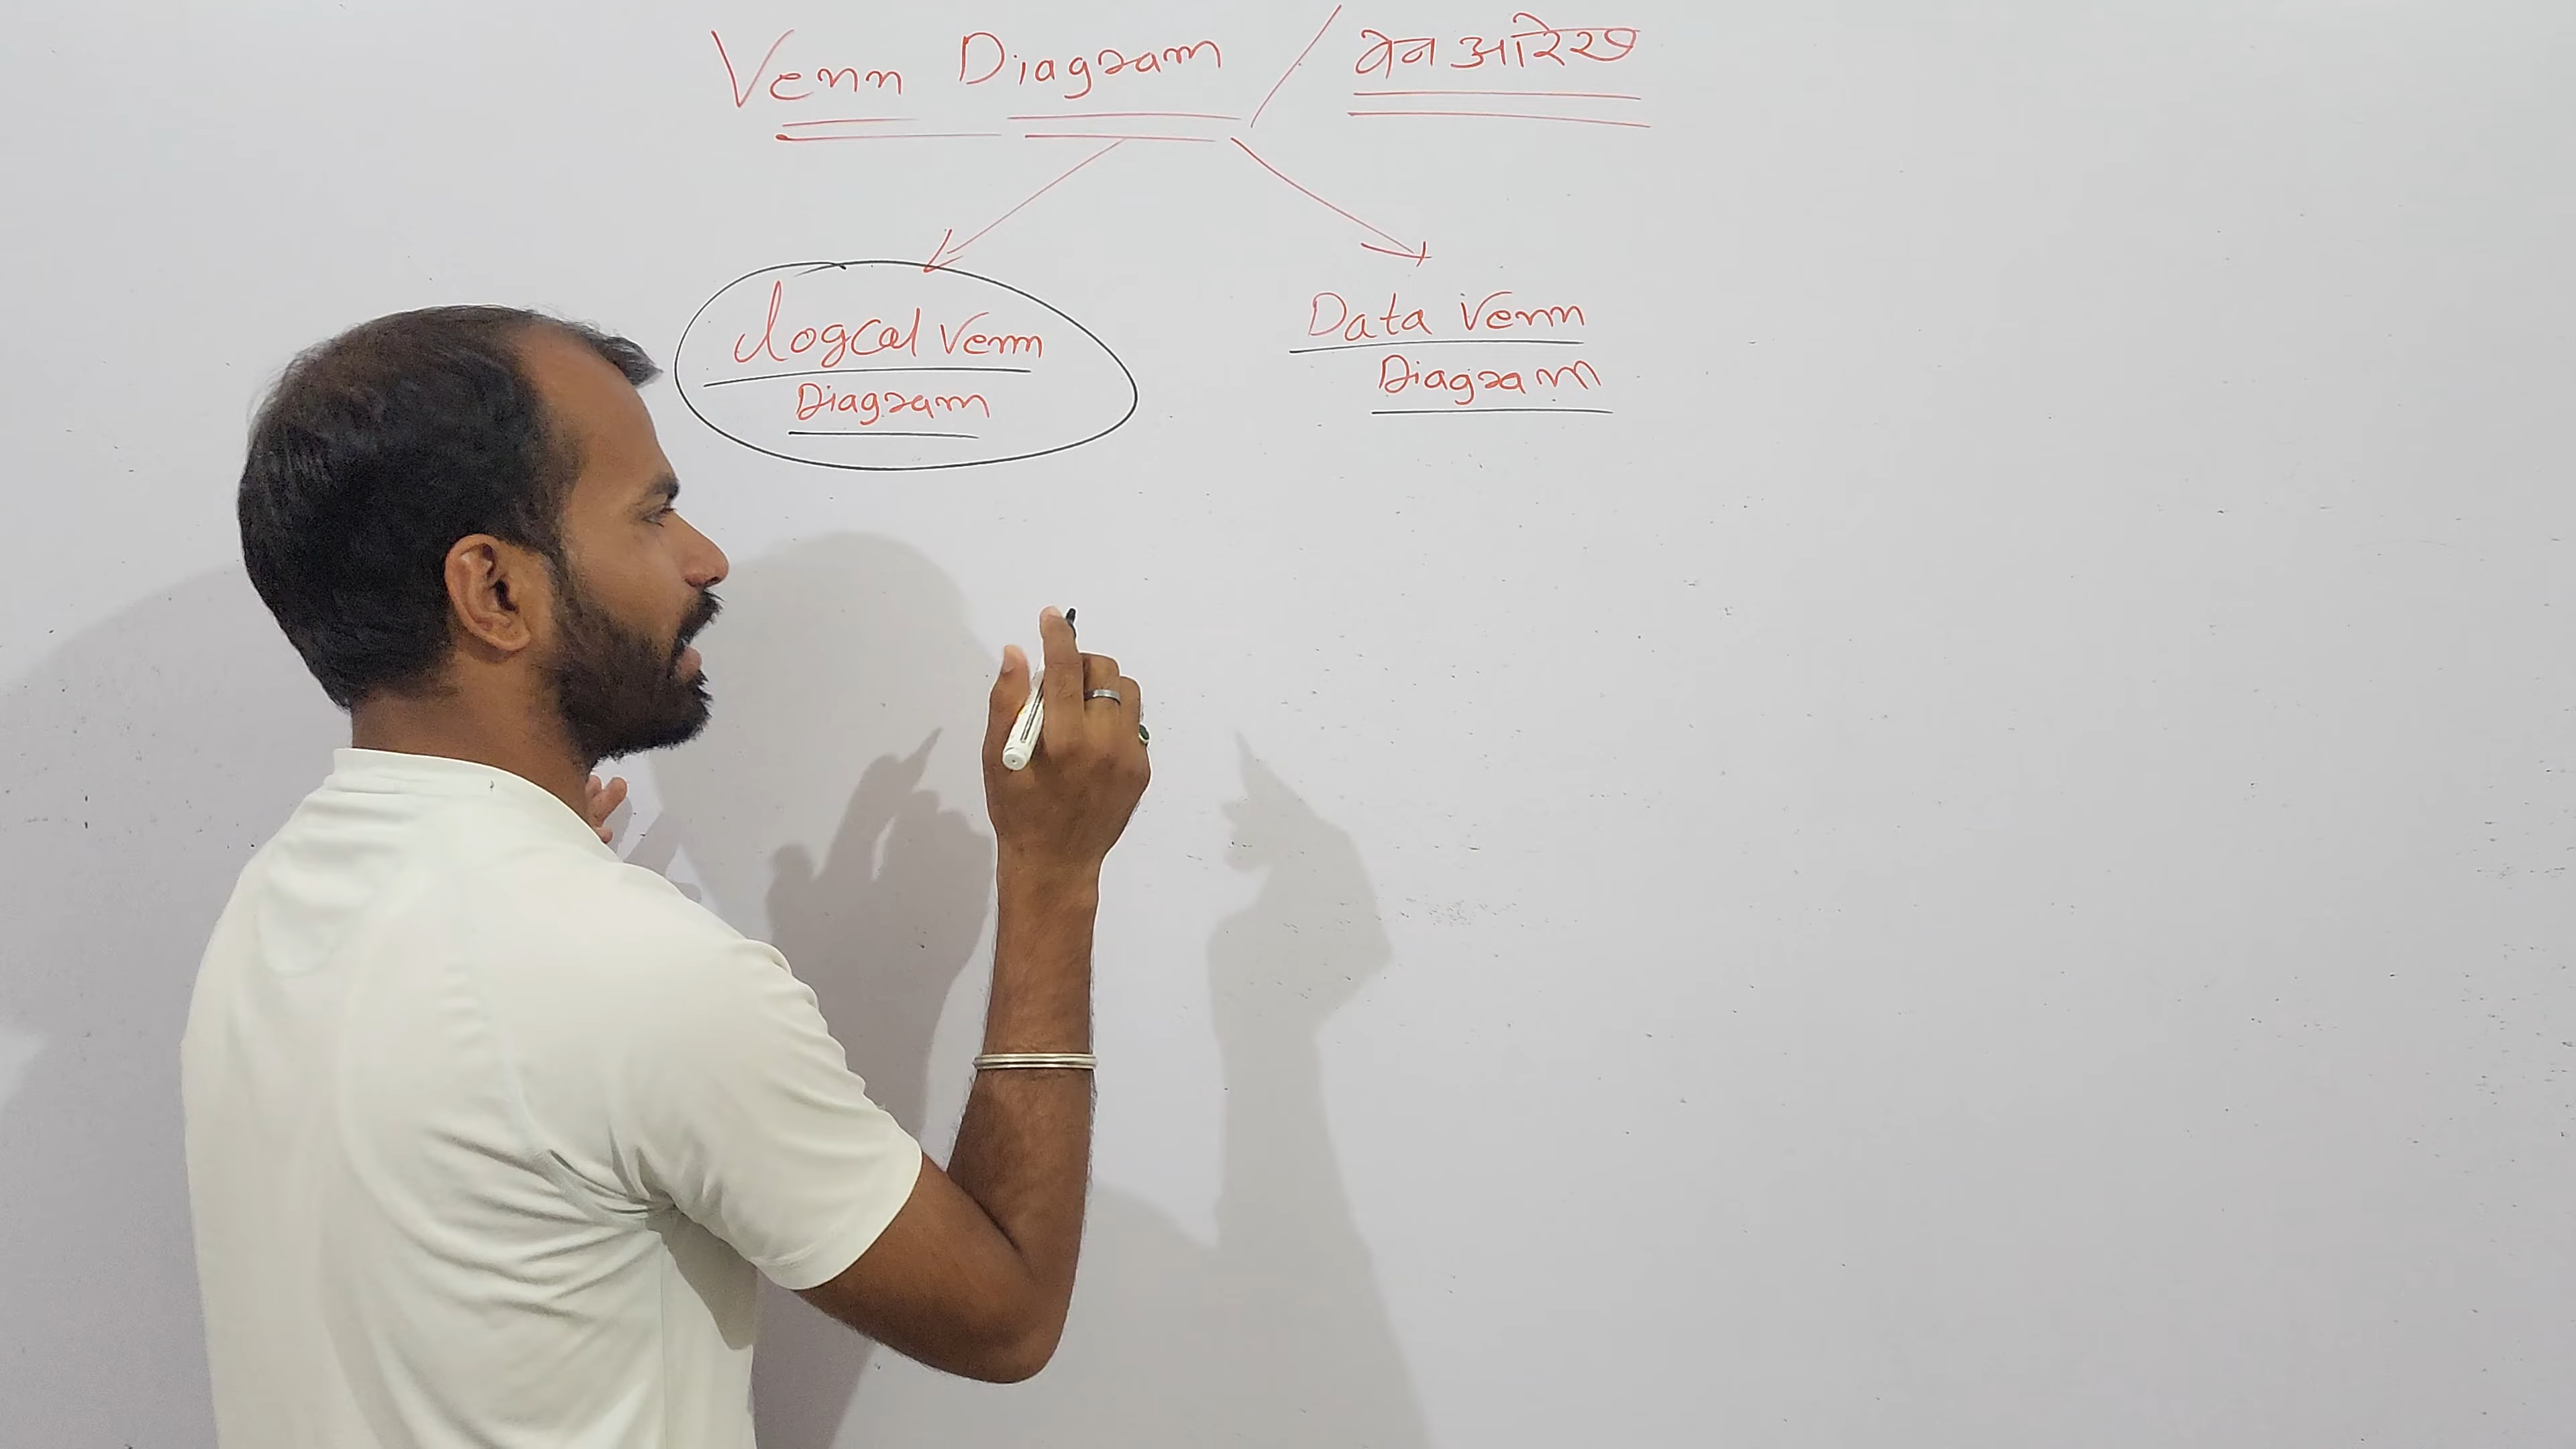 Venn Diagram / वेन आरेख
Logcal Venn
Diagram
Data Venn
Diagram